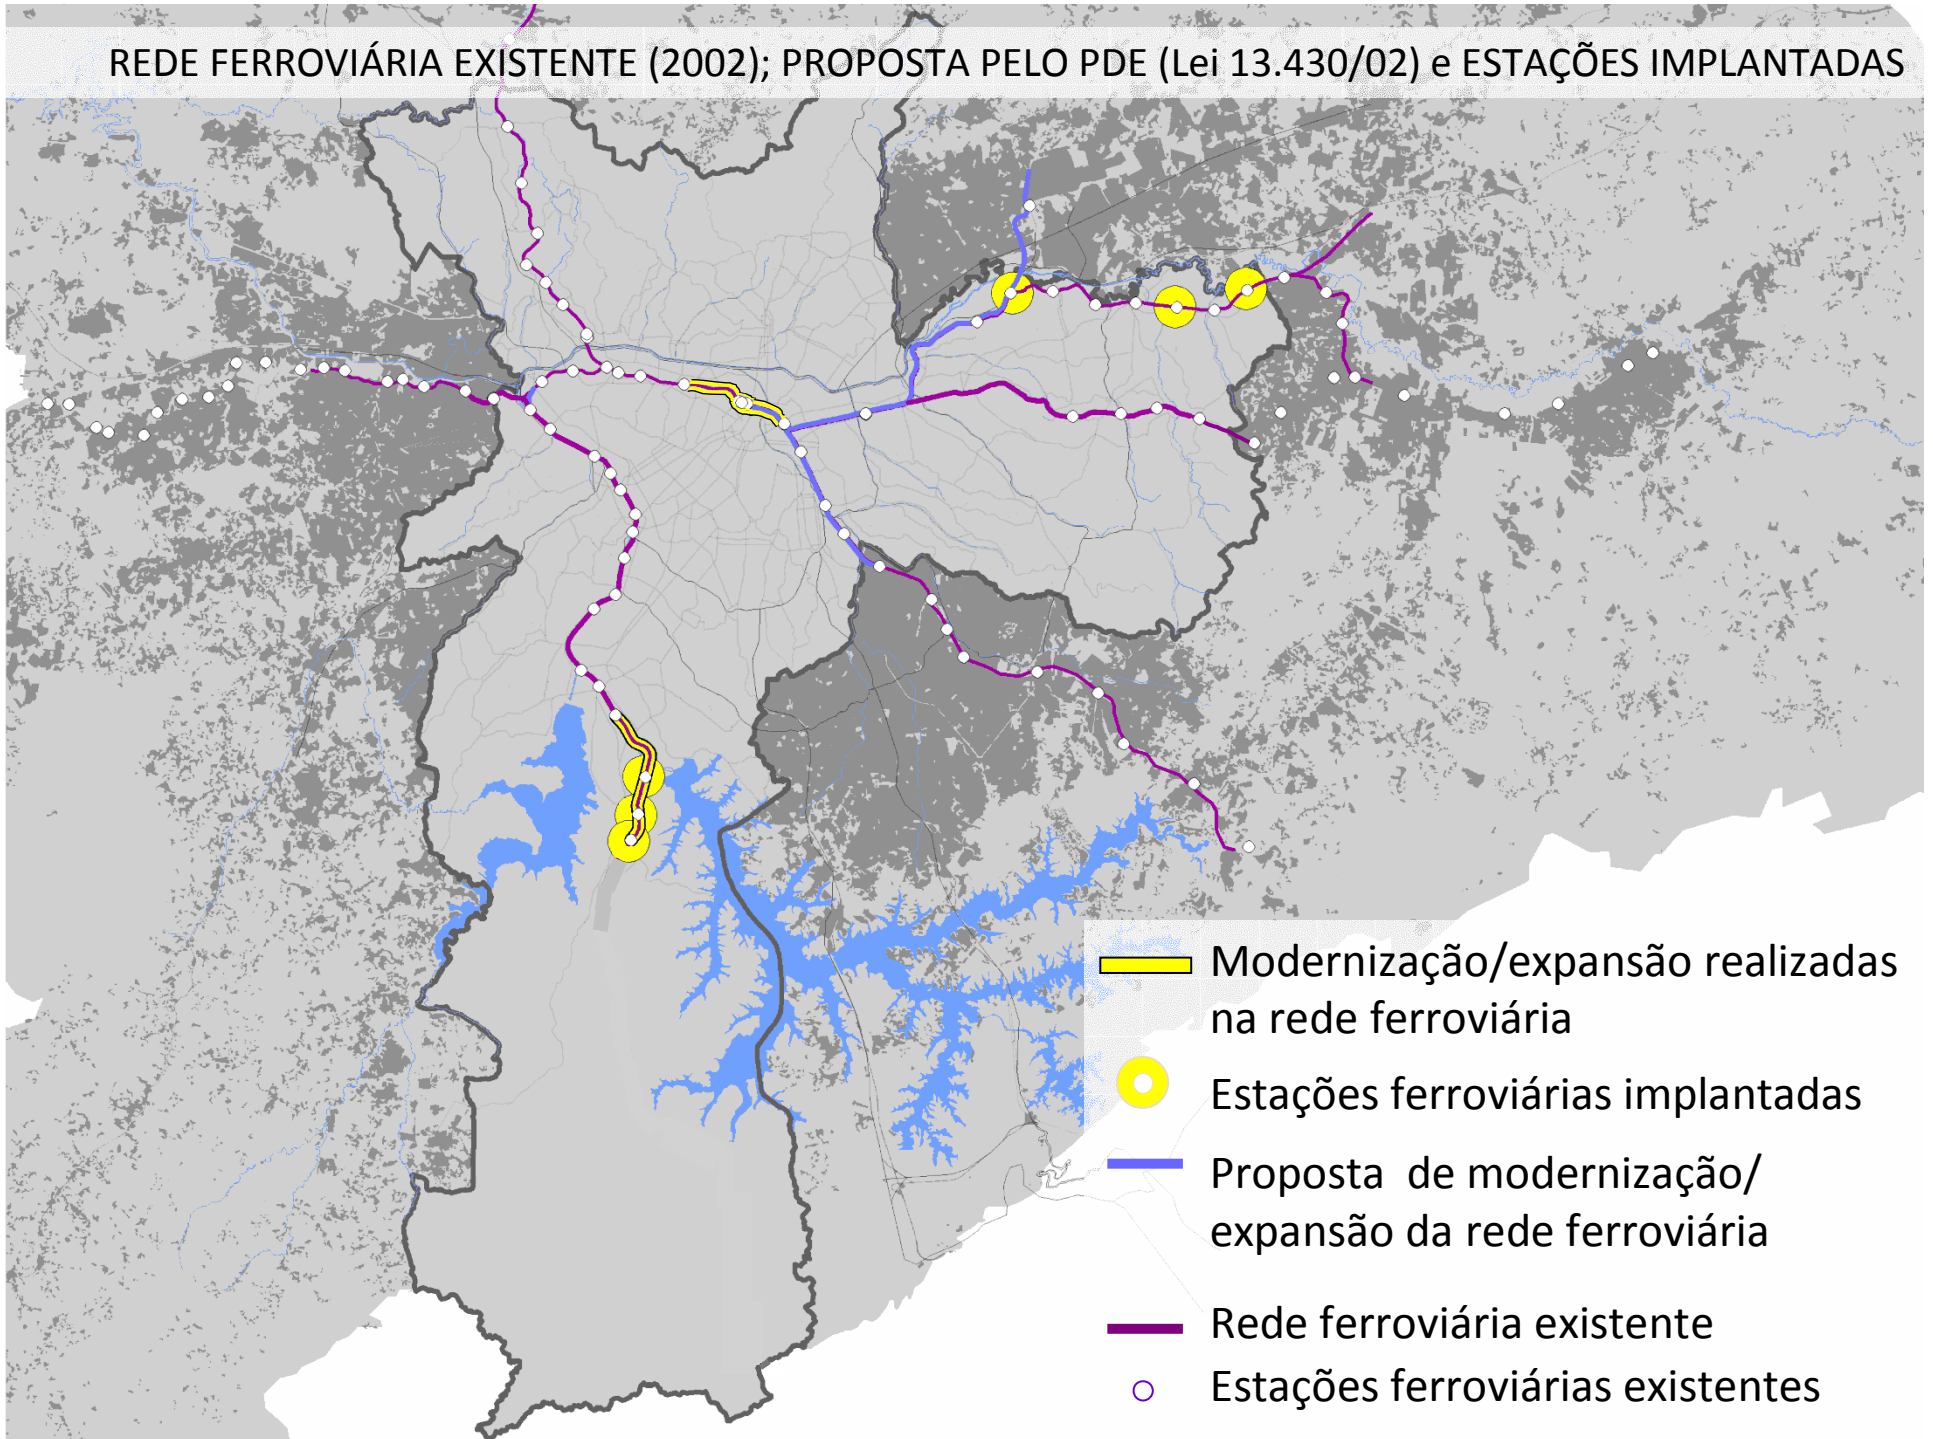 REDE FERROVIÁRIA EXISTENTE (2002); PROPOSTA PELO PDE (Lei 13.430/02) e ESTAÇÕES IMPLANTADAS
Modernização/expansão realizadas
na rede ferroviária
Estações ferroviárias implantadas
Proposta de modernização/
expansão da rede ferroviária
Rede ferroviária existente
Estações ferroviárias existentes